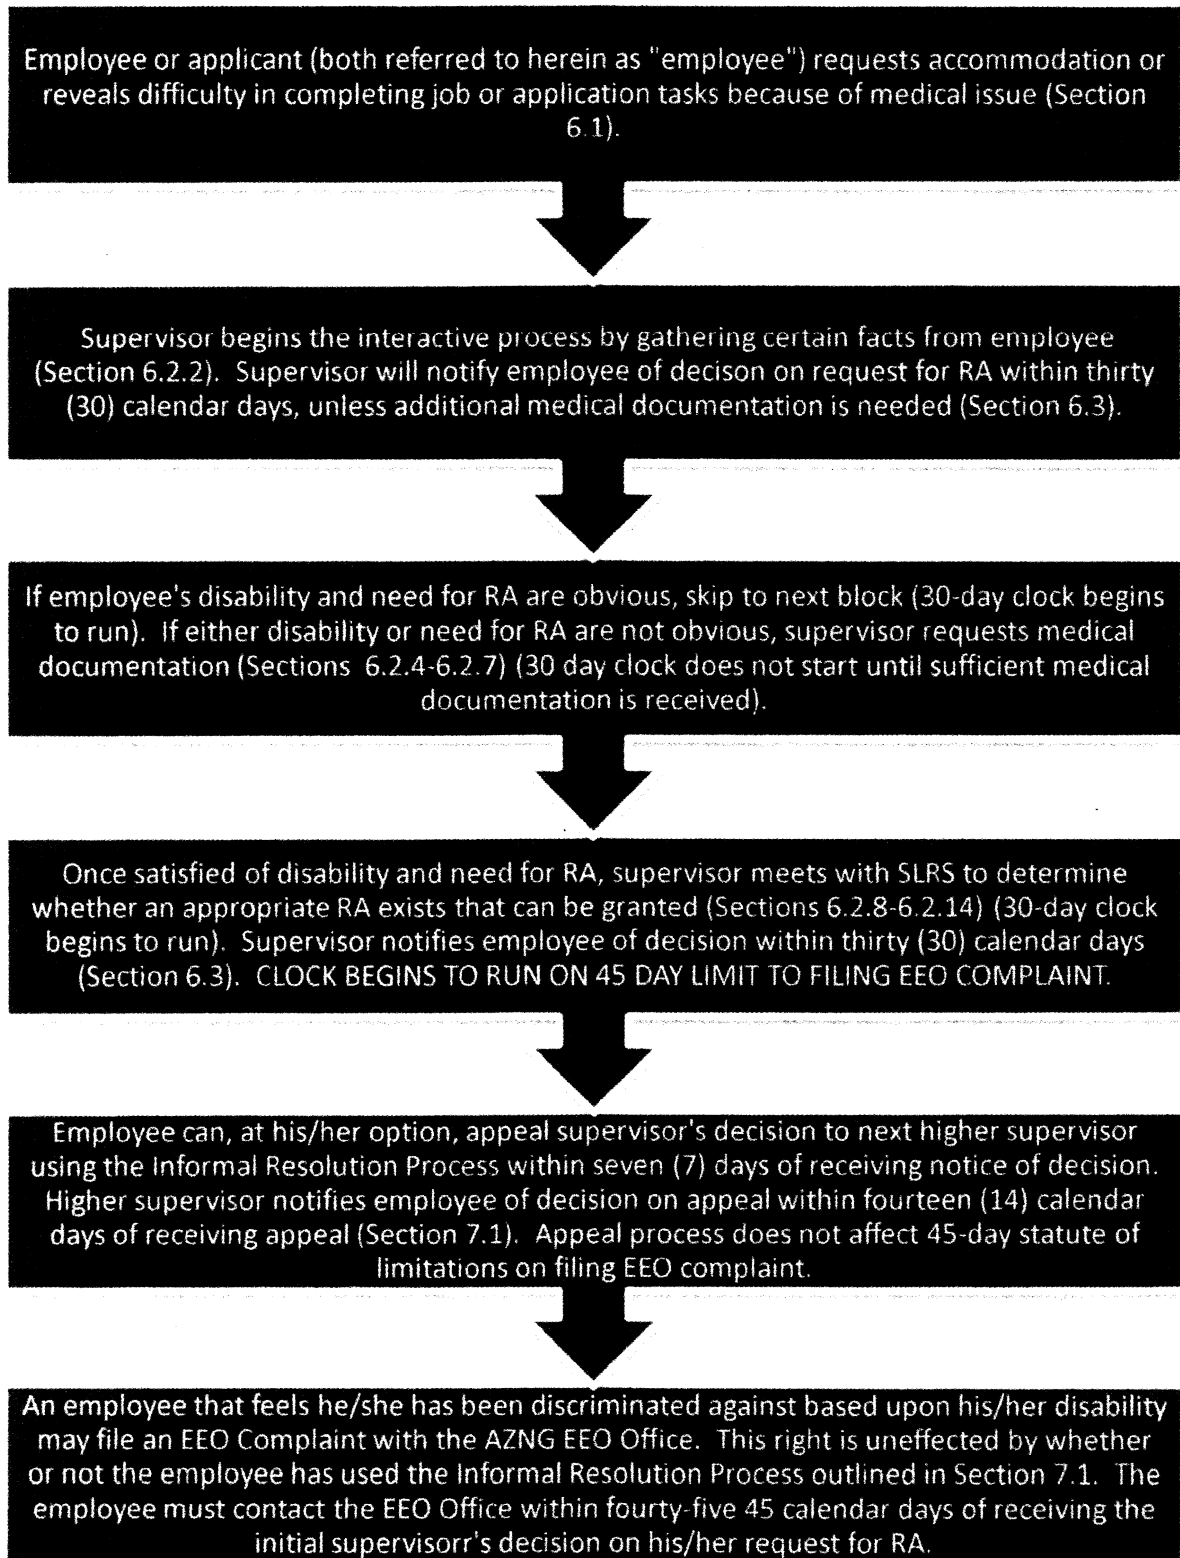 Employee or applicant (both referred to herein as "employee") requests accommodation or
reveals difficulty in completing job or application tasks because of medical issue (Section
6.1).
Supervisor begins the interactive process by gathering certain facts from employee
(Section 6.2.2). Supervisor will notify employee of decison on request for RA within thirty
(30) calendar days, unless additional medical documentation is needed (Section 6.3).
If employee's disability and need for RA are obvious, skip to next block (30-day clock begins
to run). If either disability or need for RA are not obvious, supervisor requests medical
documentation (Sections 6.2.4-6.2.7) (30 day clock does not start until sufficient medical
documentation is received).
Once satisfied of disability and need for RA, supervisor meets with SLRS to determine
whether an appropriate RA exists that can be granted (Sections 6.2.8-6.2.14) (30-day clock
begins to run). Supervisor notifies employee of decision within thirty (30) calendar days
(Section 6.3). CLOCK BEGINS TO RUN ON 45 DAY LIMIT TO FILING EEO COMPLAINT.
Employee can, at his/her option, appeal supervisor's decision to next higher supervisor
using the Informal Resolution Process within seven (7) days of receiving notice of decision.
Higher supervisor notifies employee of decision on appeal within fourteen (14) calendar
days of receiving appeal (Section 7.1). Appeal process does not affect 45-day statute of
limitations on filing EEO complaint.
An employee that feels he/she has been discriminated against based upon his/her disability
may file an EEO Complaint with the AZNG EEO Office. This right is uneffected by whether
or not the employee has used the Informal Resolution Process outlined in Section 7.1. The
employee must contact the EEO Office within fourty-five 45 calendar days of receiving the
initial supervisorr's decision on his/her request for RA.